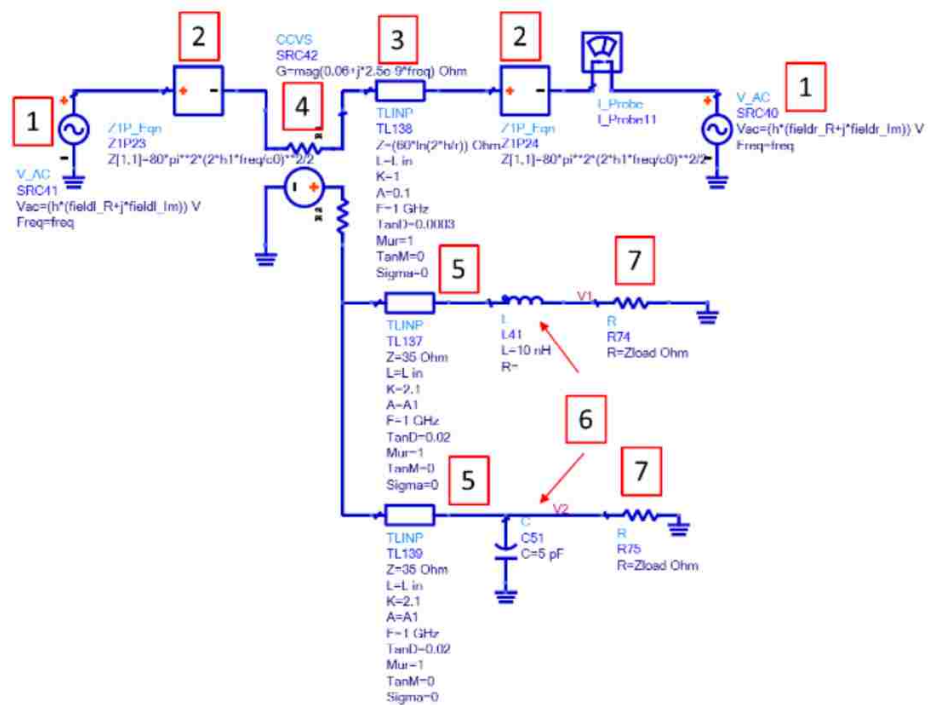 2
CCVS
SRC42
G=mag(0.06+j*2.5e-9*freq) Ohm
3
2
1
4
1
Z1P_Eqn
Z1P23
Z[1,1]=80*pi**2*(2*h1*freq/c0)**2/2
V_AC
SRC41
Vac=(h*(fieldl_R+j*fieldl_Im)) V
Freq=freq
TLINP
TL138
Z=(60*ln(2*h/r)) Ohm
L=L in
K=1
A=0.1
F=1 GHz
TanD=0.0003
Mur=1
TanM=0
Sigma=0
Z1P_Eqn
Z1P24
Z[1,1]=80*pi**2*(2*h1*freq/c0)**2/2
I_Probe
I_Probe11
V_AC
SRC40
Vac=(h*(fieldr_R+j*fieldr_Im)) V
Freq=freq
5
7
V1
TLINP
TL137
Z=35 Ohm
L=L in
K=2.1
A=A1
F=1 GHz
TanD=0.02
Mur=1
TanM=0
Sigma=0
L
L41
L=10 nH
R=
R
R74
R=Zload Ohm
6
5
7
V2
TLINP
TL139
Z=35 Ohm
L=L in
K=2.1
A=A1
F=1 GHz
TanD=0.02
Mur=1
TanM=0
Sigma=0
C
C51
C=5 pF
R
R75
R=Zload Ohm